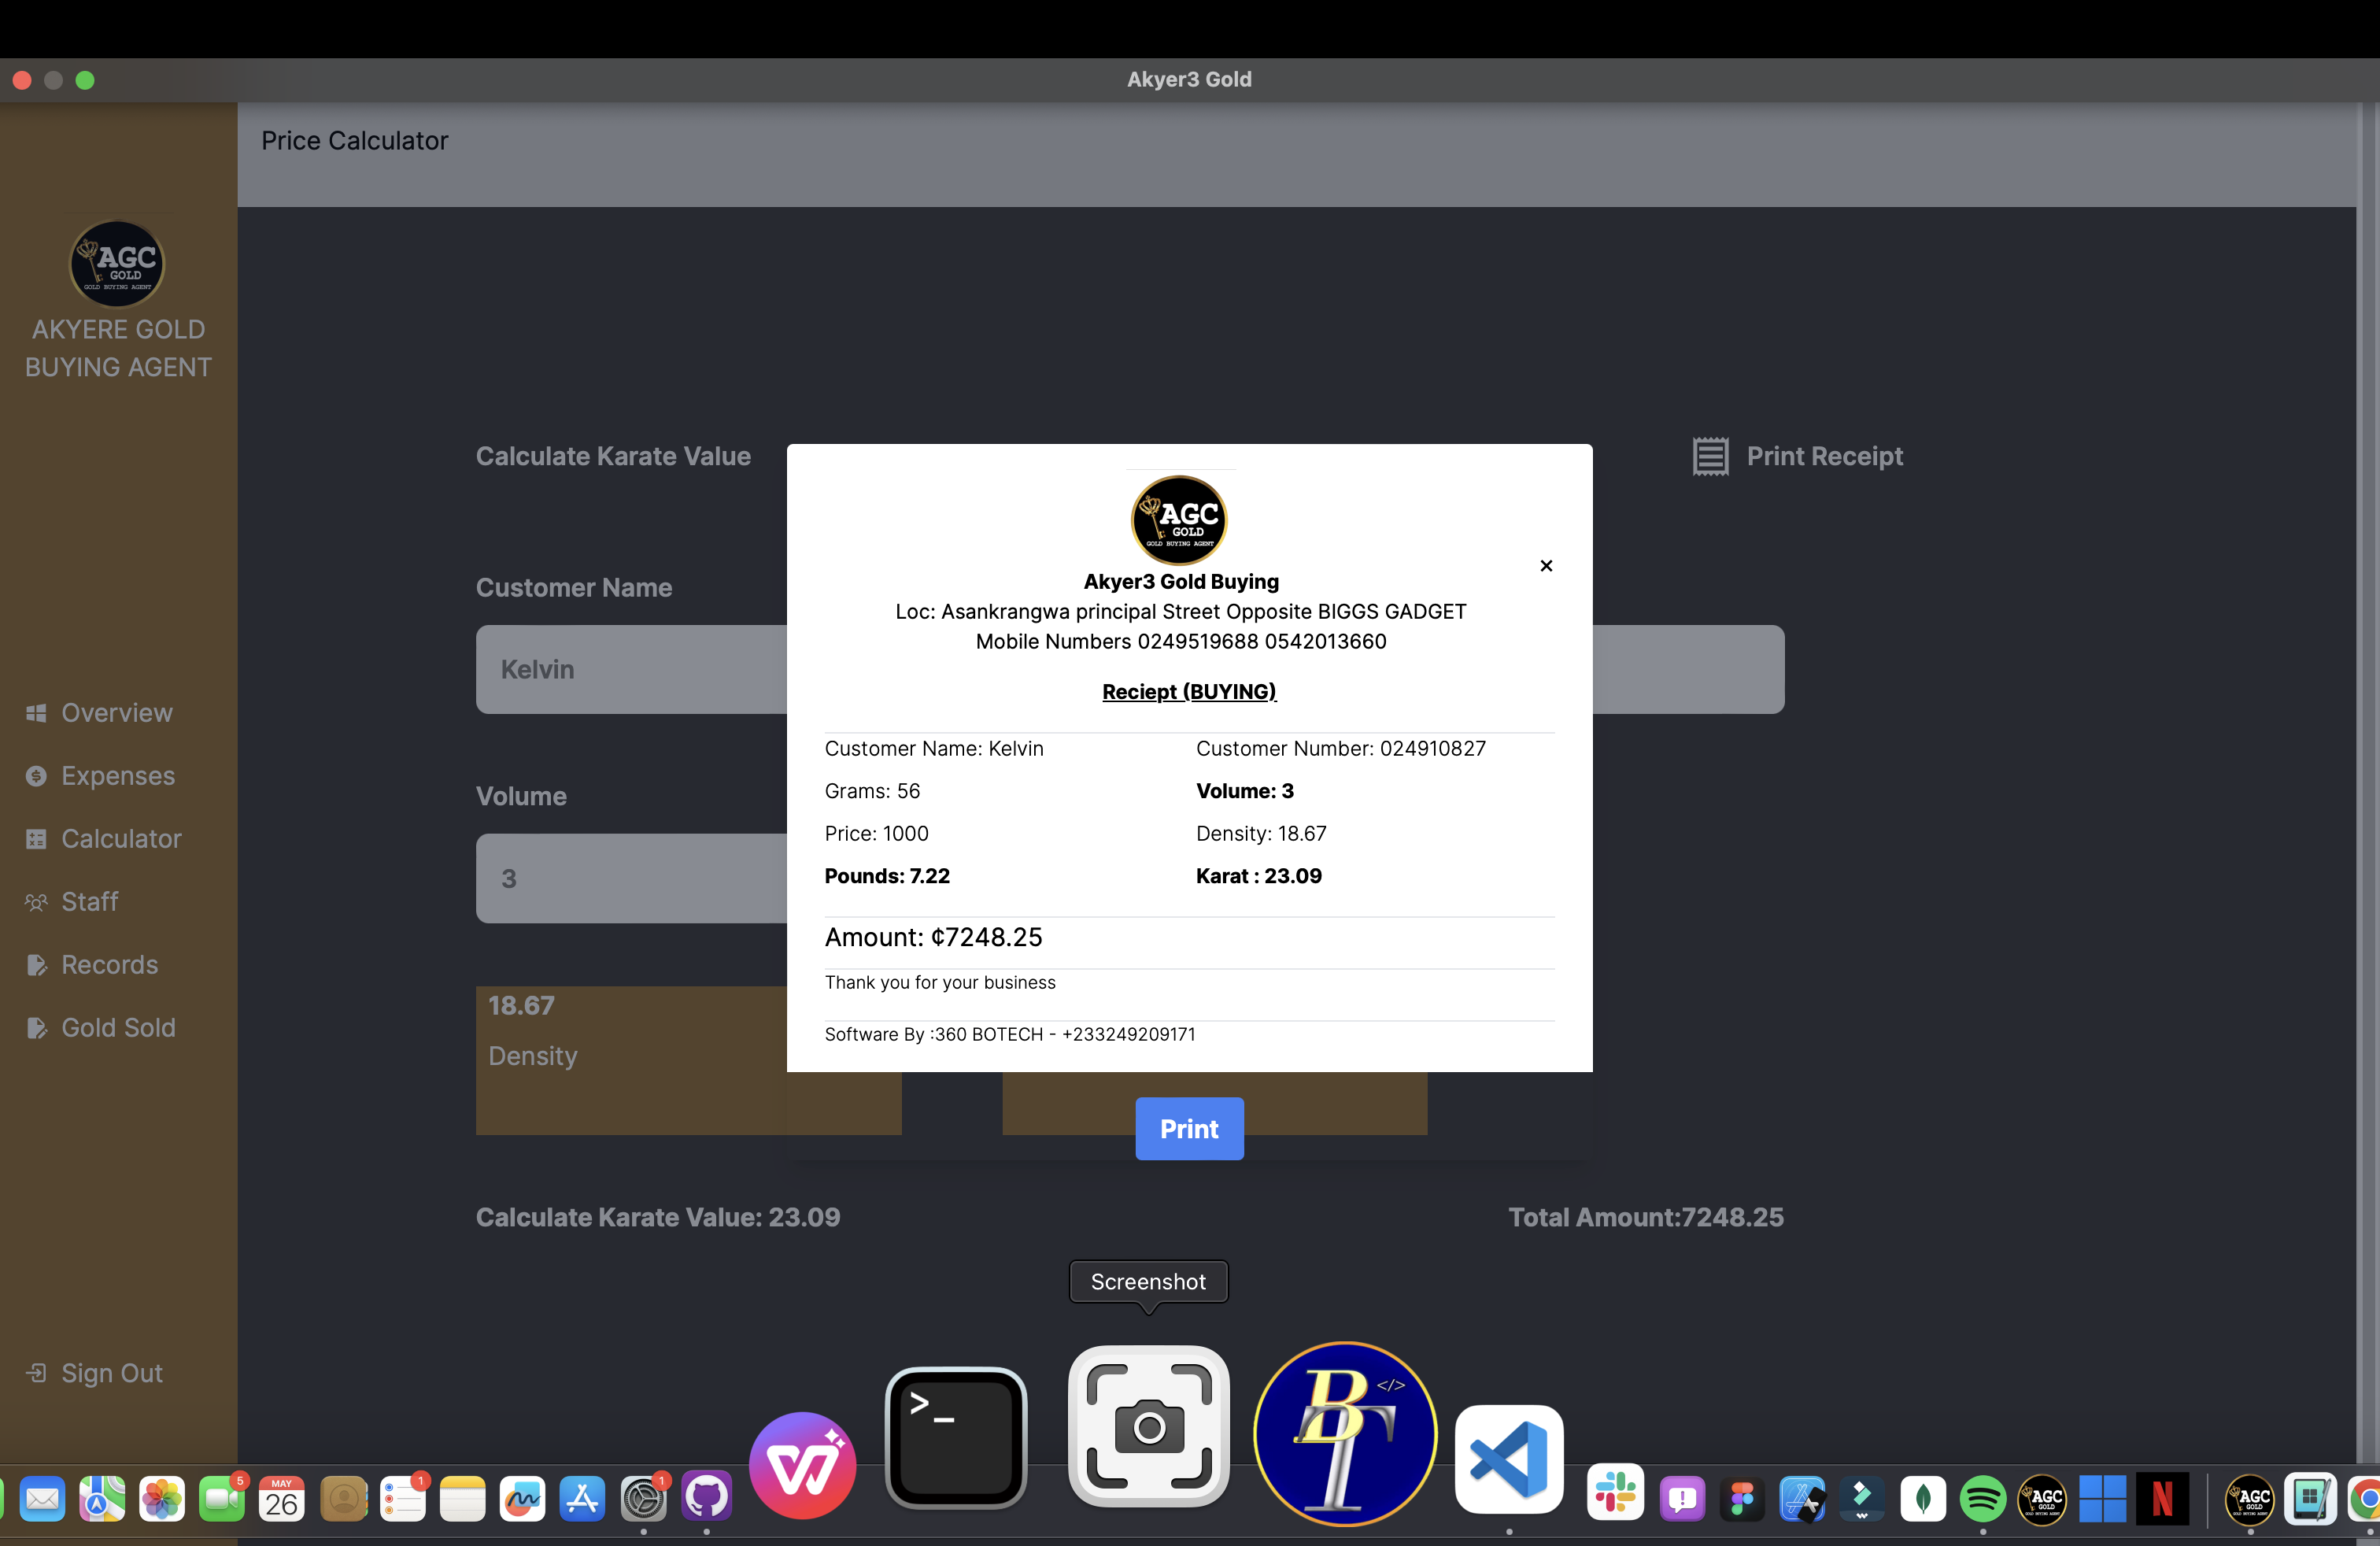 Akyer3 Gold
Price Calculator
AGC
GOLD
GOLD BUYING AGENT
AKYERE GOLD
BUYING AGENT
Overview
Expenses
Calculator
Staff
Records
Gold Sold
Sign Out
Calculate Karate Value
Print Receipt
Customer Name
Kelvin
Volume
3
18.67
Density
AGC
GOLD
GOLD BUYING AGENT
×
Akyer3 Gold Buying
Loc: Asankrangwa principal Street Opposite BIGGS GADGET
Mobile Numbers 0249519688 0542013660
Reciept (BUYING)
Customer Name: Kelvin Customer Number: 024910827
Grams: 56 Volume: 3
Price: 1000 Density: 18.67
Pounds: 7.22 Karat : 23.09
Amount: ¢7248.25
Thank you for your business
Software By :360 BOTECH - +233249209171
Print
Calculate Karate Value: 23.09 Total Amount:7248.25
Screenshot
>_
BT </>
5
MAY
26
1
1
AGC
GOLD
N
AGC
GOLD